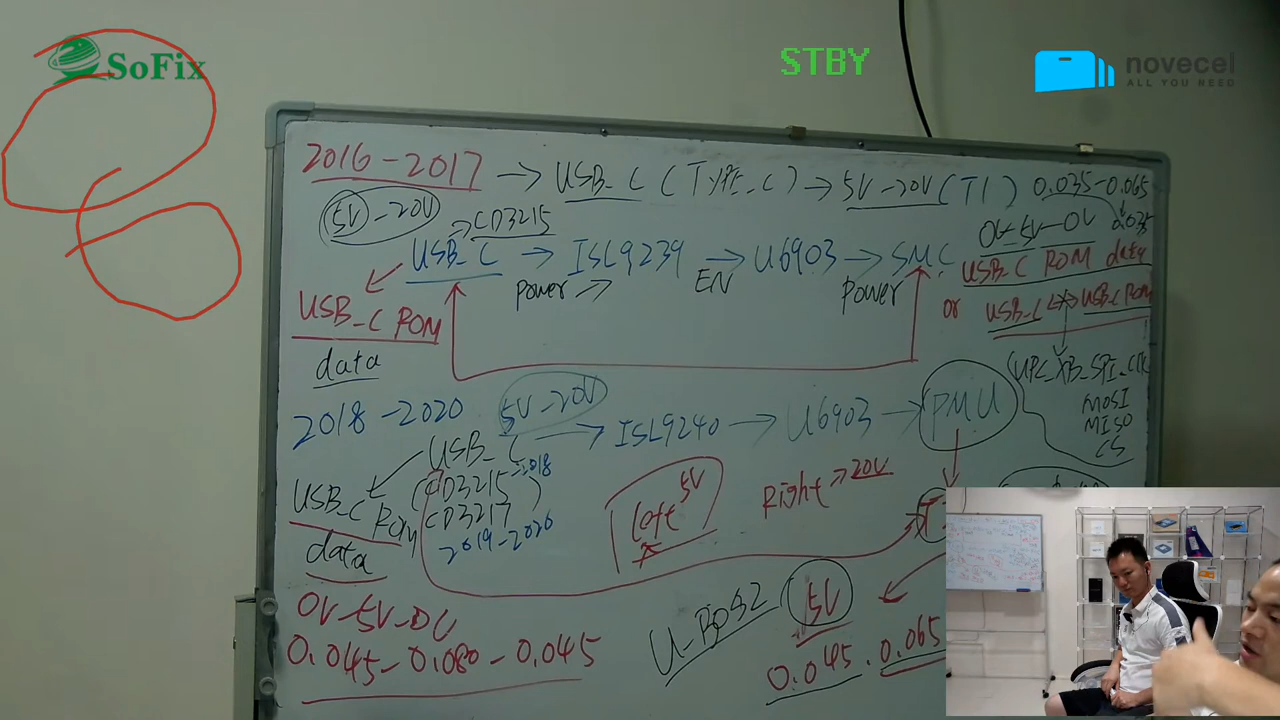 SoFix
STBY
novecel
ALL YOU NEED
2016-2017 → USB_C (TYPE_C) → 5V-20V (TI) 0.035-0.065
5V-20V → CD3215 0V-5V-0V 0.035
USB_C → ISL9239 → U6903 → SMC
Power → EN Power
USB_C ROM data
or USB_C ↔ USB_C ROM
USB_C ROM
data
(UPC_XB_SPI_CLK
MOSI
MISO
CS
2018-2020 5V-20V
USB_C → ISL9240 → U6903 → PMU
(CD3215 → 2018)
CD3217
2019-2020
USB_C ROM
data
Left 5V
Right → 20V
0V-5V-0V
0.045-0.080-0.045
5V
0.045 . 0.065